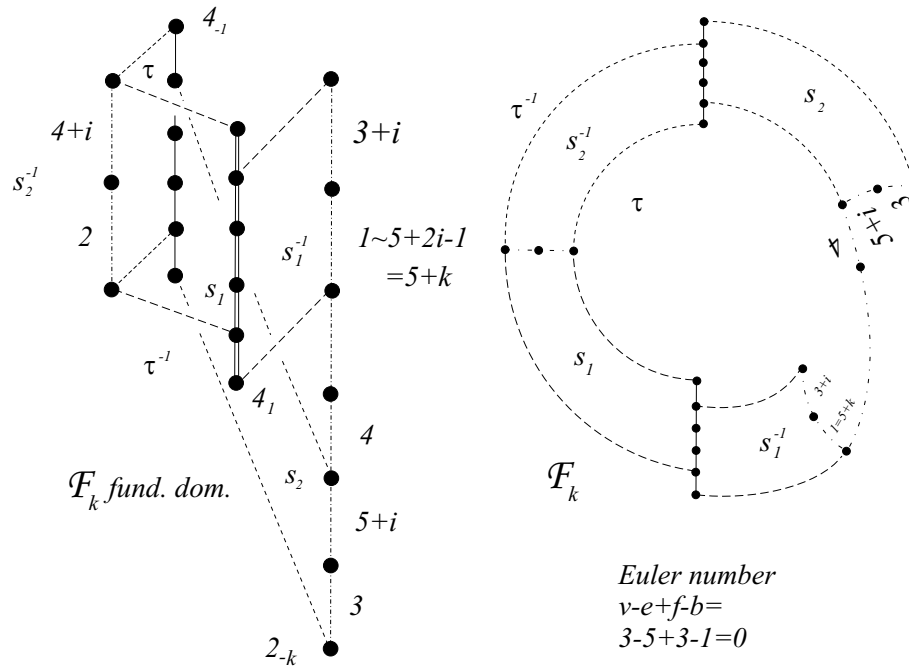 4₋₁
τ
4+i
3+i
s₂⁻¹
2
s₁⁻¹
1~5+2i-1
=5+k
s₁
τ⁻¹
4₁
4
s₂
ℱₖ fund. dom.
5+i
3
2₋ₖ
s₂
τ⁻¹
s₂⁻¹
τ
4
5+i
3
s₁
3+i
1=5+k
s₁⁻¹
ℱₖ
Euler number
v-e+f-b=
3-5+3-1=0